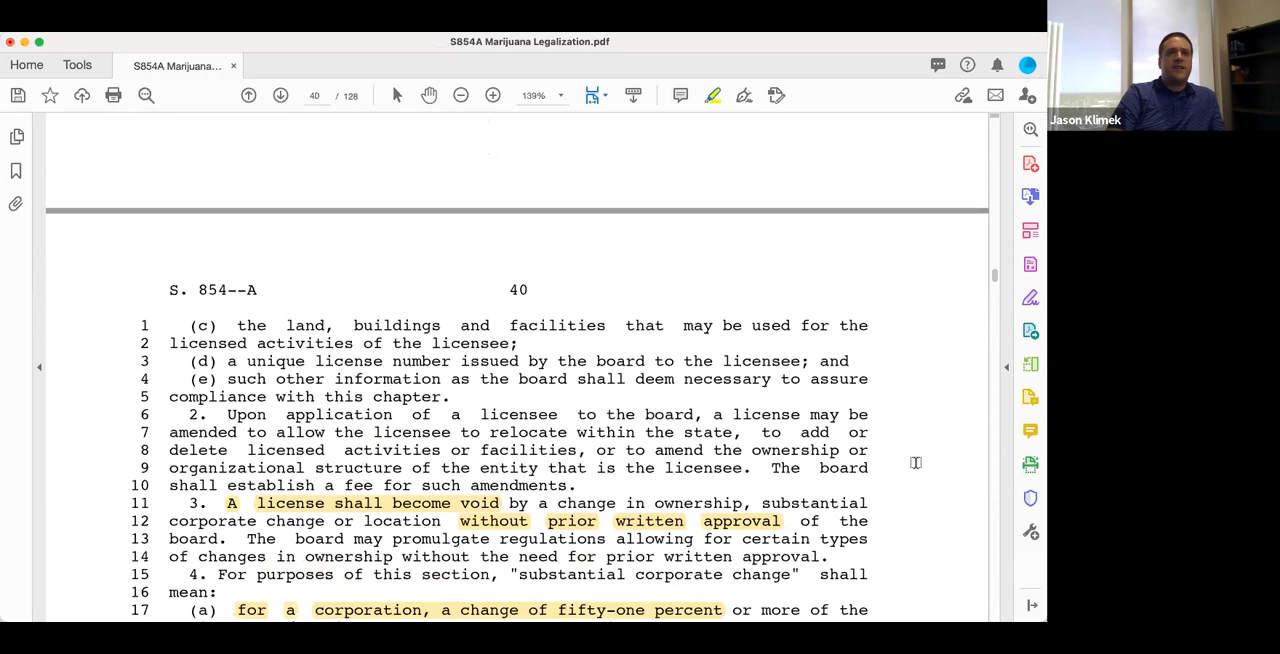 S854A Marijuana Legalization.pdf
Home Tools S854A Marijuana... ×
40 / 128 139%
Jason Klimek
S. 854--A 40
1 (c) the land, buildings and facilities that may be used for the
2 licensed activities of the licensee;
3 (d) a unique license number issued by the board to the licensee; and
4 (e) such other information as the board shall deem necessary to assure
5 compliance with this chapter.
6 2. Upon application of a licensee to the board, a license may be
7 amended to allow the licensee to relocate within the state, to add or
8 delete licensed activities or facilities, or to amend the ownership or
9 organizational structure of the entity that is the licensee. The board
10 shall establish a fee for such amendments.
11 3. A license shall become void by a change in ownership, substantial
12 corporate change or location without prior written approval of the
13 board. The board may promulgate regulations allowing for certain types
14 of changes in ownership without the need for prior written approval.
15 4. For purposes of this section, "substantial corporate change" shall
16 mean:
17 (a) for a corporation, a change of fifty-one percent or more of the